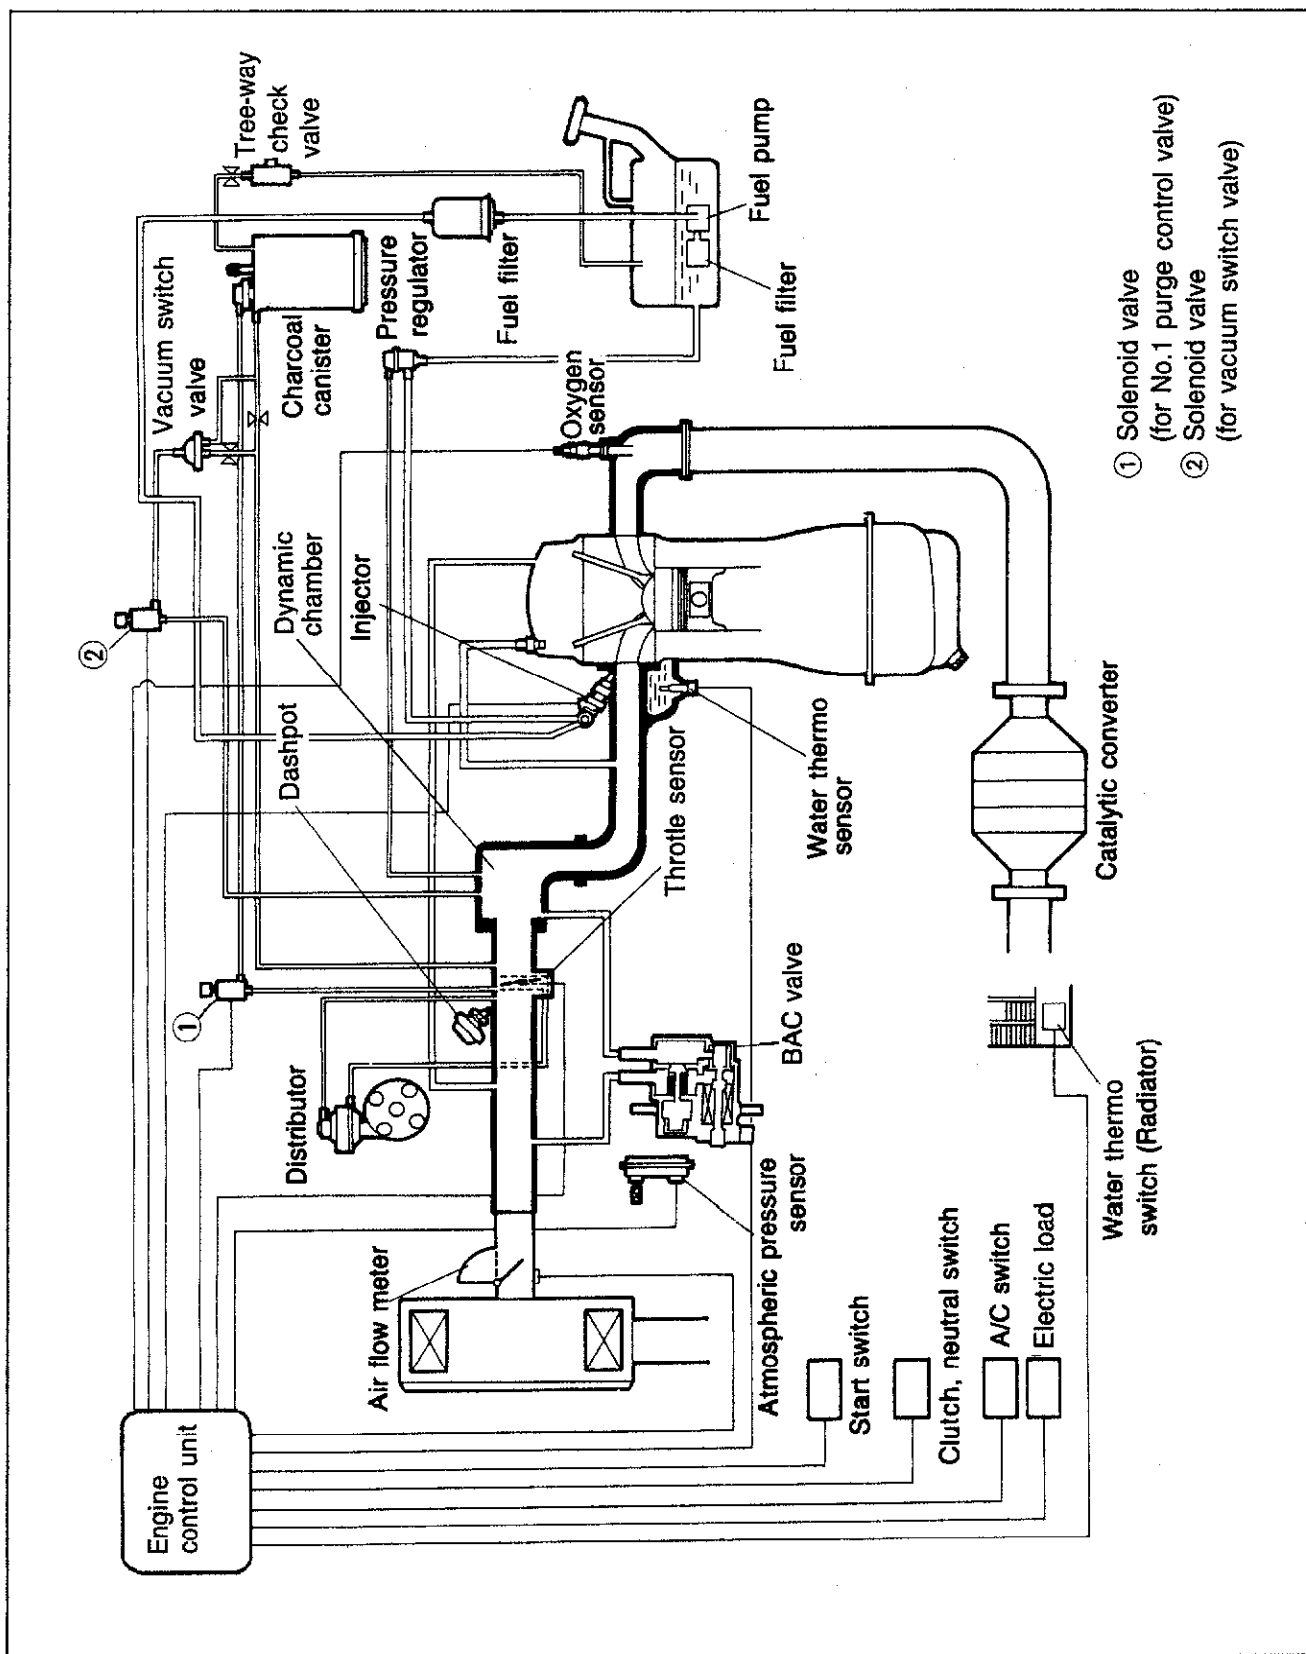 Tree-way
check
valve
Vacuum switch
valve
Charcoal
canister
Pressure
regulator
Fuel filter
Fuel pump
Fuel filter
②
Dynamic
chamber
Injector
Oxygen
sensor
Dashpot
①
Distributor
Throttle sensor
Water thermo
sensor
Catalytic converter
BAC valve
Air flow meter
Atmospheric pressure
sensor
Engine
control unit
Start switch
Clutch, neutral switch
A/C switch
Electric load
Water thermo
switch (Radiator)
① Solenoid valve
(for No.1 purge control valve)
② Solenoid valve
(for vacuum switch valve)